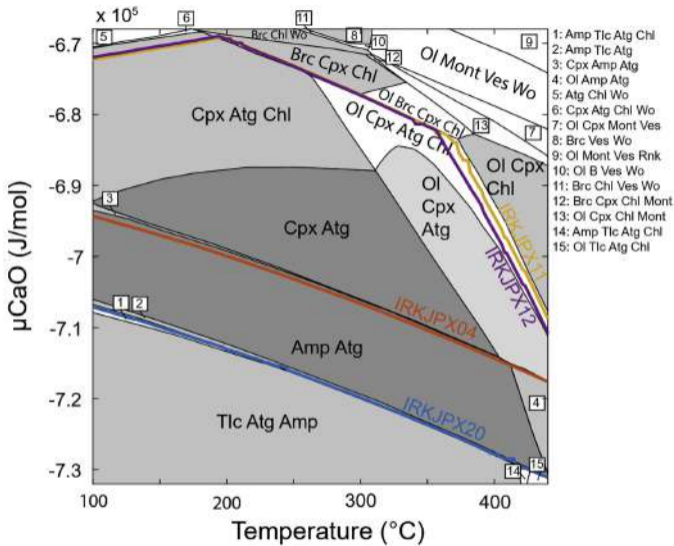 x 10⁵
-6.7
-6.8
-6.9
-7
-7.1
-7.2
-7.3
μCaO (J/mol)
100
200
300
400
Temperature (°C)
5
6
11
8
10
12
9
7
13
3
1
2
4
14
15
Brc Chl Wo
Brc Cpx Chl
Ol Mont Ves Wo
Ol Brc Cpx Chl
Ol Cpx Atg Chl
Cpx Atg Chl
Ol Cpx
Chl
Ol
Cpx
Atg
Cpx Atg
Amp Atg
Tlc Atg Amp
IRKJPX11
IRKJPX12
IRKJPX04
IRKJPX20
1: Amp Tlc Atg Chl
2: Amp Tlc Atg
3: Cpx Amp Atg
4: Ol Amp Atg
5: Atg Chl Wo
6: Cpx Atg Chl Wo
7: Ol Cpx Mont Ves
8: Brc Ves Wo
9: Ol Mont Ves Rnk
10: Ol B Ves Wo
11: Brc Chl Ves Wo
12: Brc Cpx Chl Mont
13: Ol Cpx Chl Mont
14: Amp Tlc Atg Chl
15: Ol Tlc Atg Chl